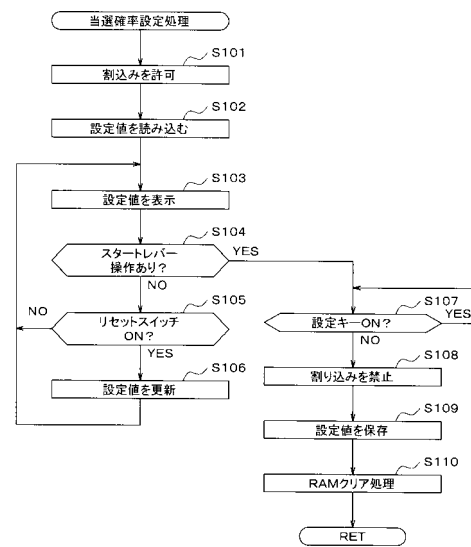 当選確率設定処理
S101
割込みを許可
S102
設定値を読み込む
S103
設定値を表示
S104
スタートレバー
操作あり?
YES
NO
S105
リセットスイッチ
ON?
NO
YES
S106
設定値を更新
S107
設定キーON?
YES
NO
S108
割り込みを禁止
S109
設定値を保存
S110
RAMクリア処理
RET